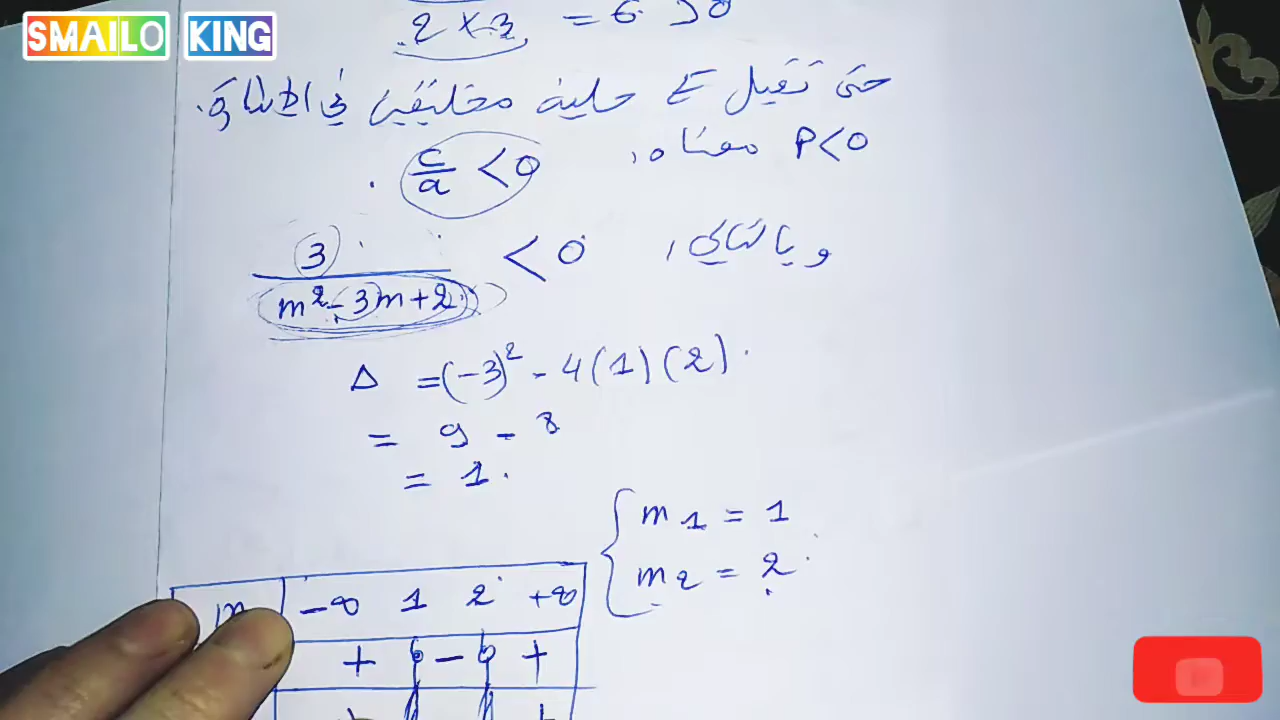 SMAILO KING
2 × 3 = 6 > 0
حتى تقبل E حلين مختلفين في الإشارة.
P<0 معناه،
c/a < 0
وبالتالي،
3/(m²-3m+2) < 0
Δ = (-3)² - 4(1)(2).
= 9 - 8
= 1.
m1 = 1
m2 = 2
m -∞ 1 2 +∞
+ 0 - 0 +